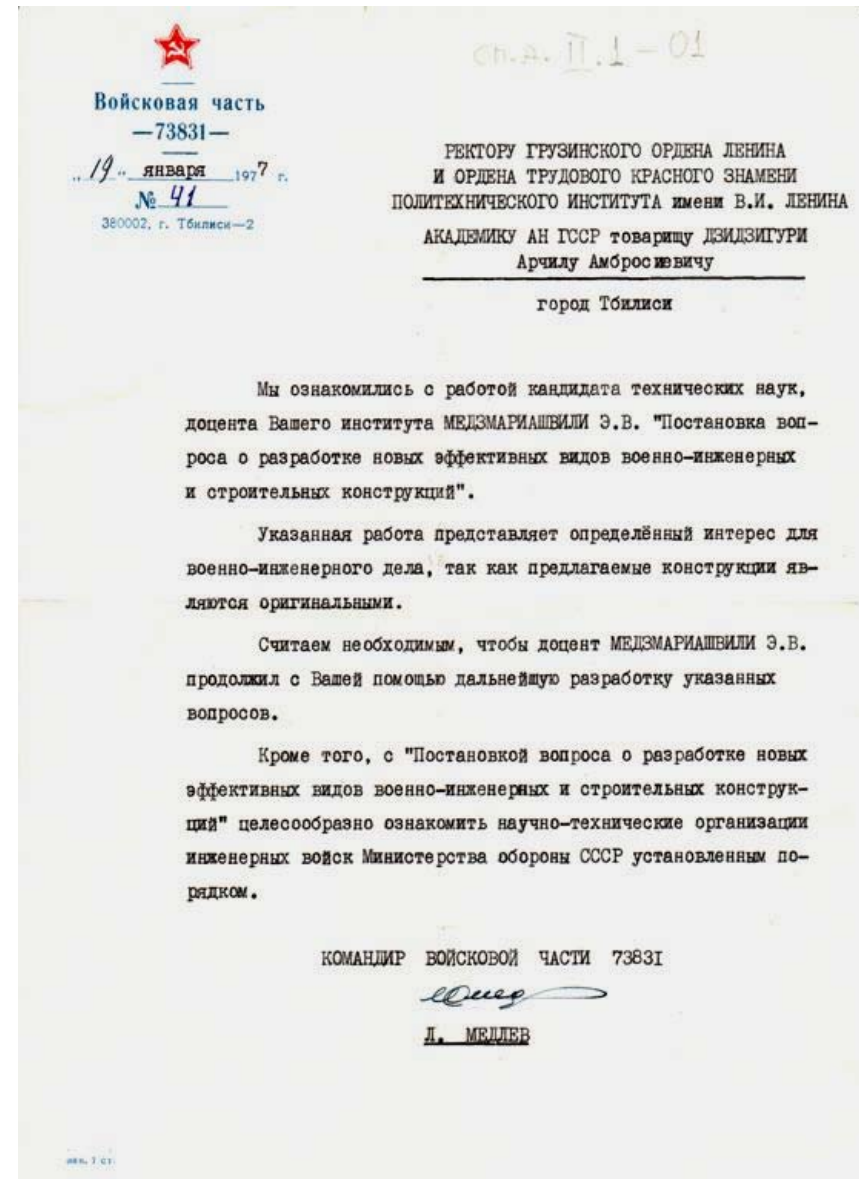 Войсковая часть
—73831—
„ 19 " января 1977 г.
№ 41
380002, г. Тбилиси—2
РЕКТОРУ ГРУЗИНСКОГО ОРДЕНА ЛЕНИНА
И ОРДЕНА ТРУДОВОГО КРАСНОГО ЗНАМЕНИ
ПОЛИТЕХНИЧЕСКОГО ИНСТИТУТА имени В.И. ЛЕНИНА
АКАДЕМИКУ АН ГССР товарищу ДЗИДЗИГУРИ
Арчилу Амбросиевичу
город Тбилиси
Мы ознакомились с работой кандидата технических наук,
доцента Вашего института МЕДЗМАРИАШВИЛИ Э.В. "Постановка воп-
роса о разработке новых эффективных видов военно-инженерных
и строительных конструкций".
Указанная работа представляет определённый интерес для
военно-инженерного дела, так как предлагаемые конструкции яв-
ляются оригинальными.
Считаем необходимым, чтобы доцент МЕДЗМАРИАШВИЛИ Э.В.
продолжил с Вашей помощью дальнейшую разработку указанных
вопросов.
Кроме того, с "Постановкой вопроса о разработке новых
эффективных видов военно-инженерных и строительных конструк-
ций" целесообразно ознакомить научно-технические организации
инженерных войск Министерства обороны СССР установленным по-
рядком.
КОМАНДИР ВОЙСКОВОЙ ЧАСТИ 73831
Л. МЕДЛЕВ